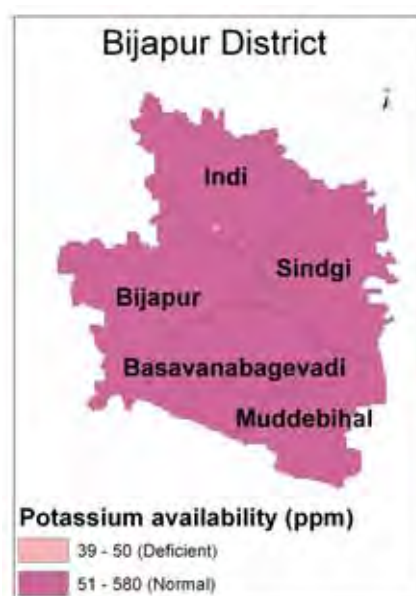 Bijapur District
Indi
Sindgi
Bijapur
Basavanabagevadi
Muddebihal
Potassium availability (ppm)
39 - 50 (Deficient)
51 - 580 (Normal)